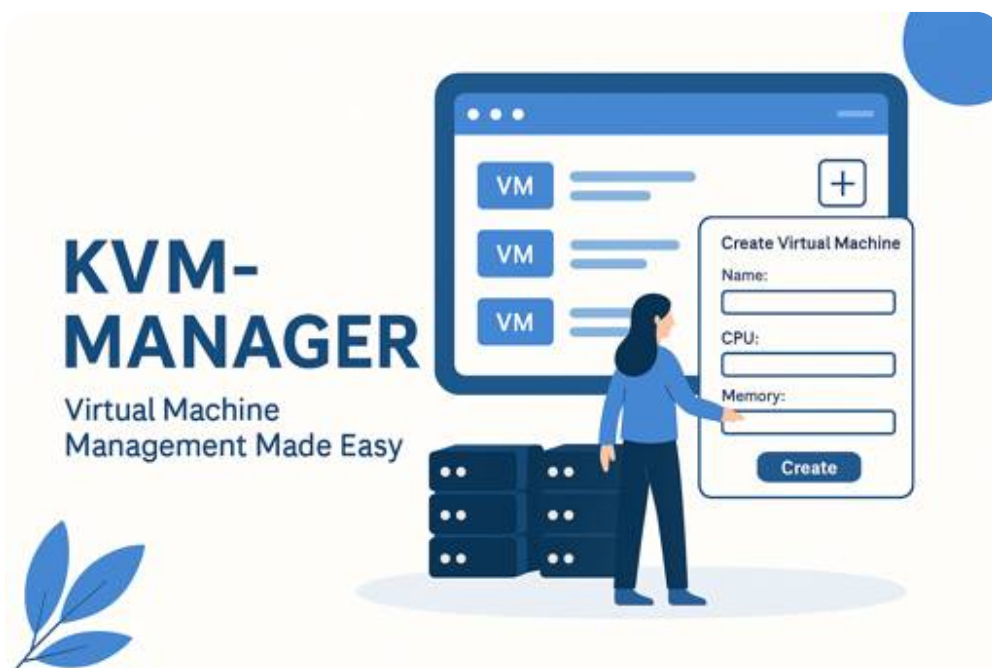 KVM-
MANAGER
Virtual Machine
Management Made Easy
VM
VM
VM
Create Virtual Machine
Name:
CPU:
Memory:
Create